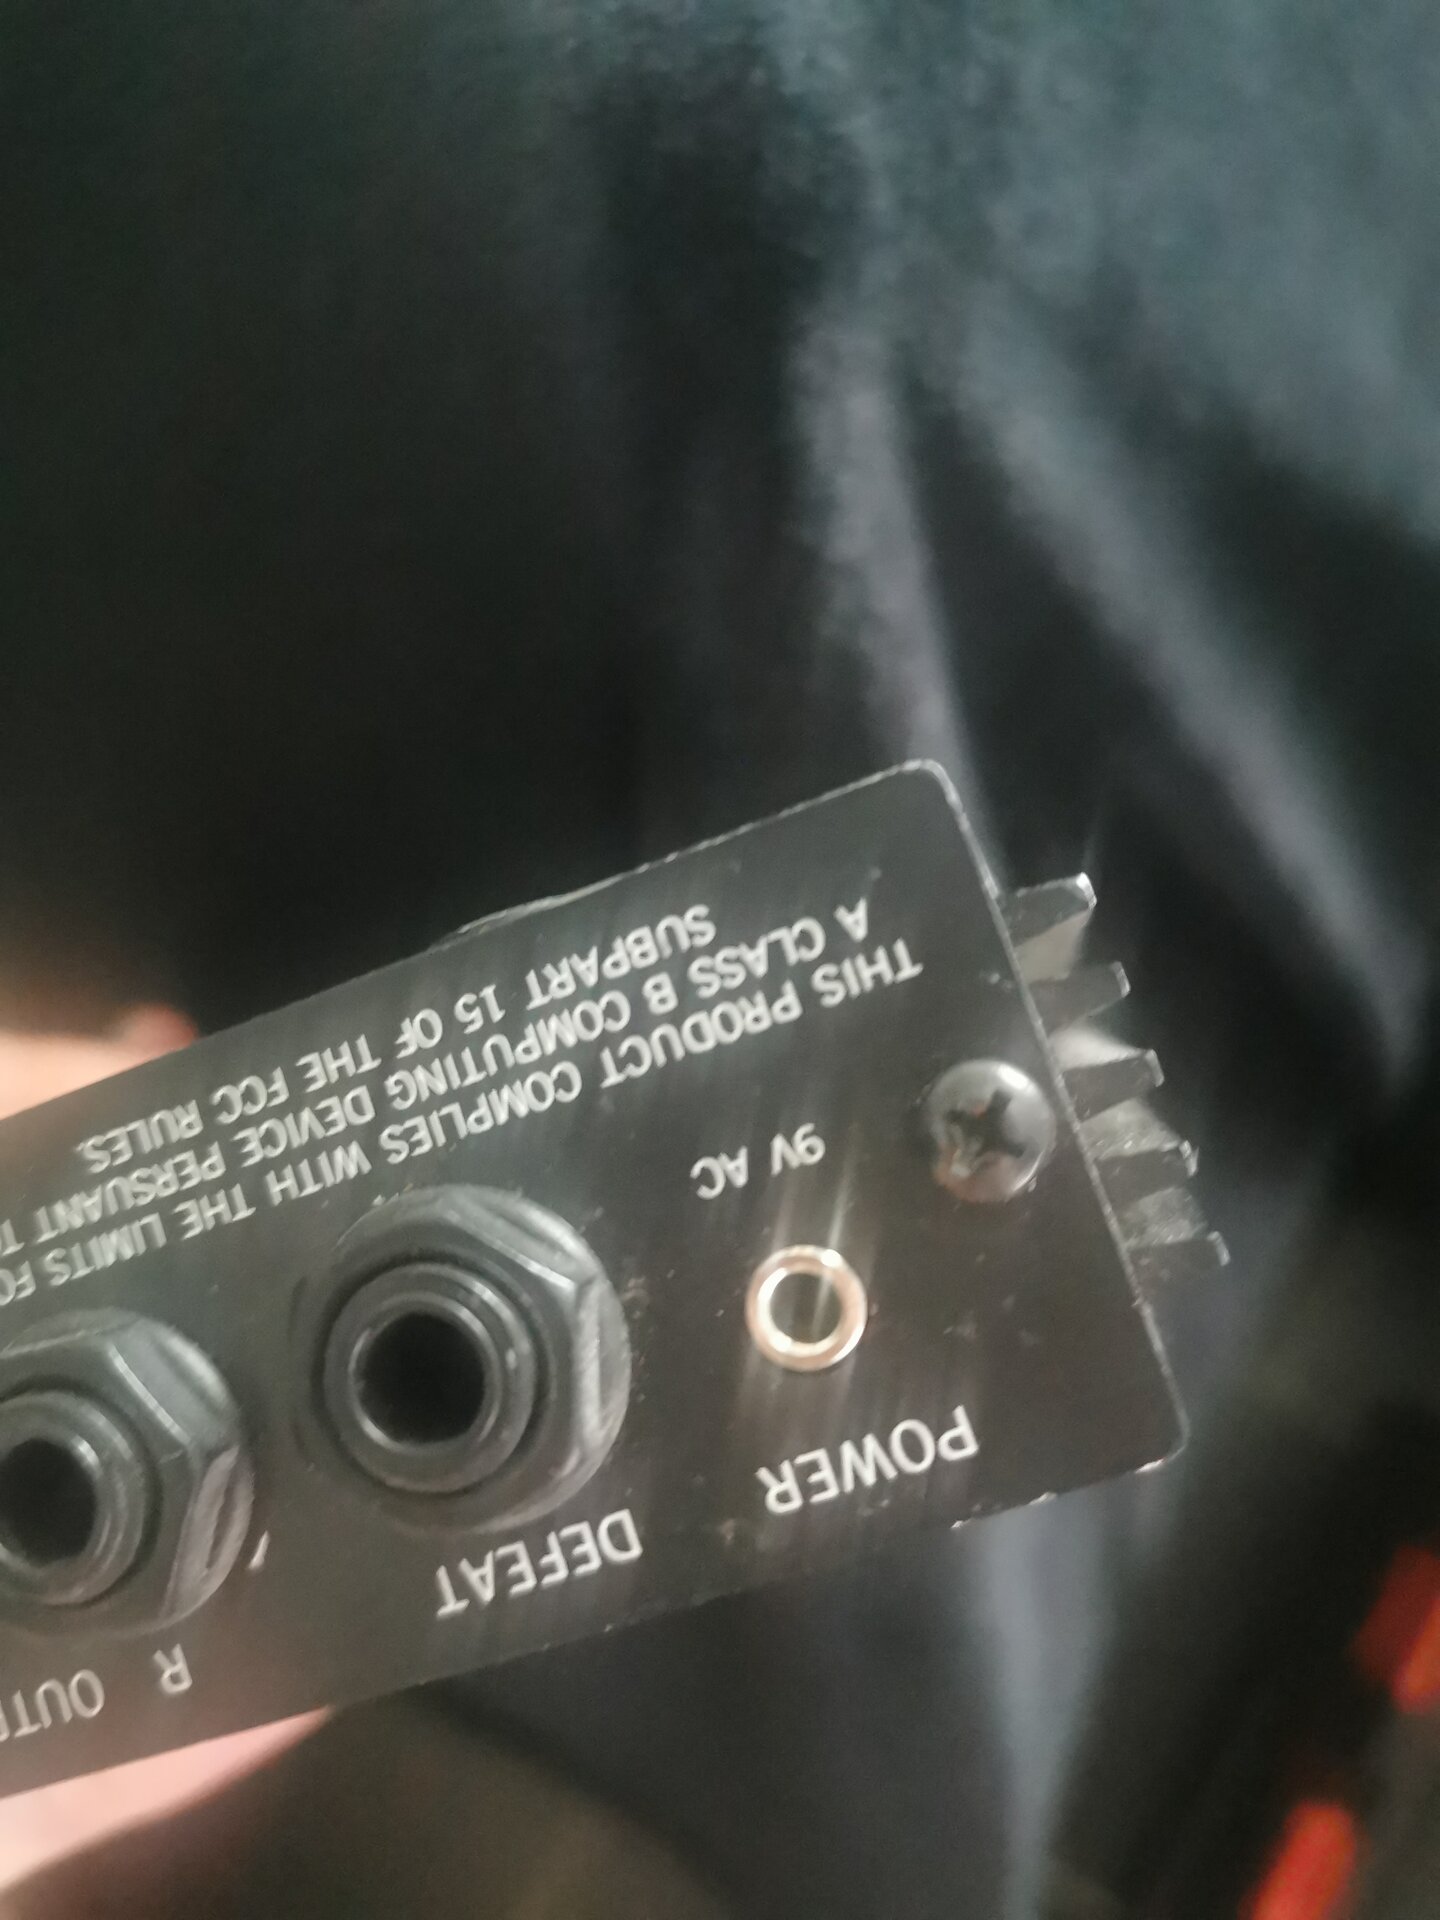 THIS PRODUCT COMPLIES WITH THE LIMITS
A CLASS B COMPUTING DEVICE PERSUANT
SUBPART 15 OF THE FCC RULES.
9V AC
POWER
DEFEAT
R OUTP